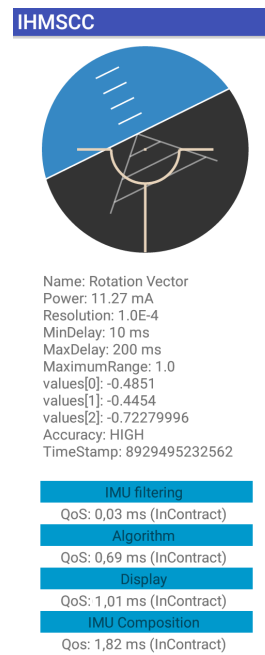 IHMSCC
Name: Rotation Vector
Power: 11.27 mA
Resolution: 1.0E-4
MinDelay: 10 ms
MaxDelay: 200 ms
MaximumRange: 1.0
values[0]: -0.4851
values[1]: -0.4454
values[2]: -0.72279996
Accuracy: HIGH
TimeStamp: 8929495232562
IMU filtering
QoS: 0,03 ms (InContract)
Algorithm
QoS: 0,69 ms (InContract)
Display
QoS: 1,01 ms (InContract)
IMU Composition
Qos: 1,82 ms (InContract)